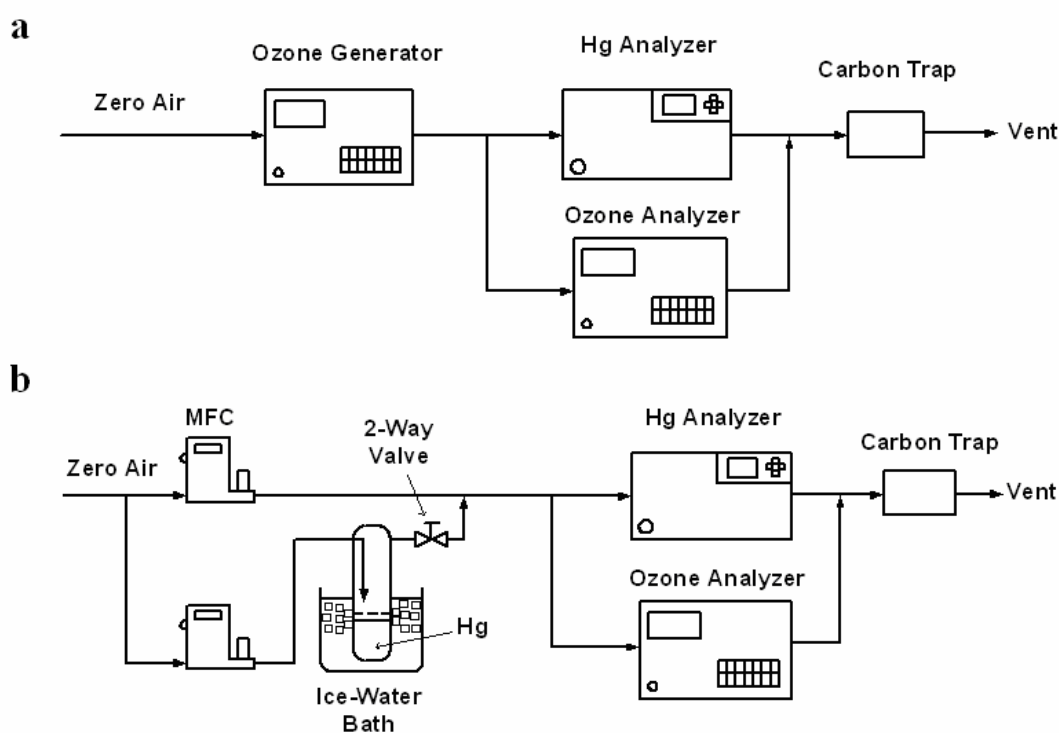 a
Ozone Generator
Hg Analyzer
Carbon Trap
Zero Air
Vent
Ozone Analyzer
b
MFC
2-Way
Valve
Hg Analyzer
Carbon Trap
Zero Air
Vent
Ozone Analyzer
Hg
Ice-Water
Bath